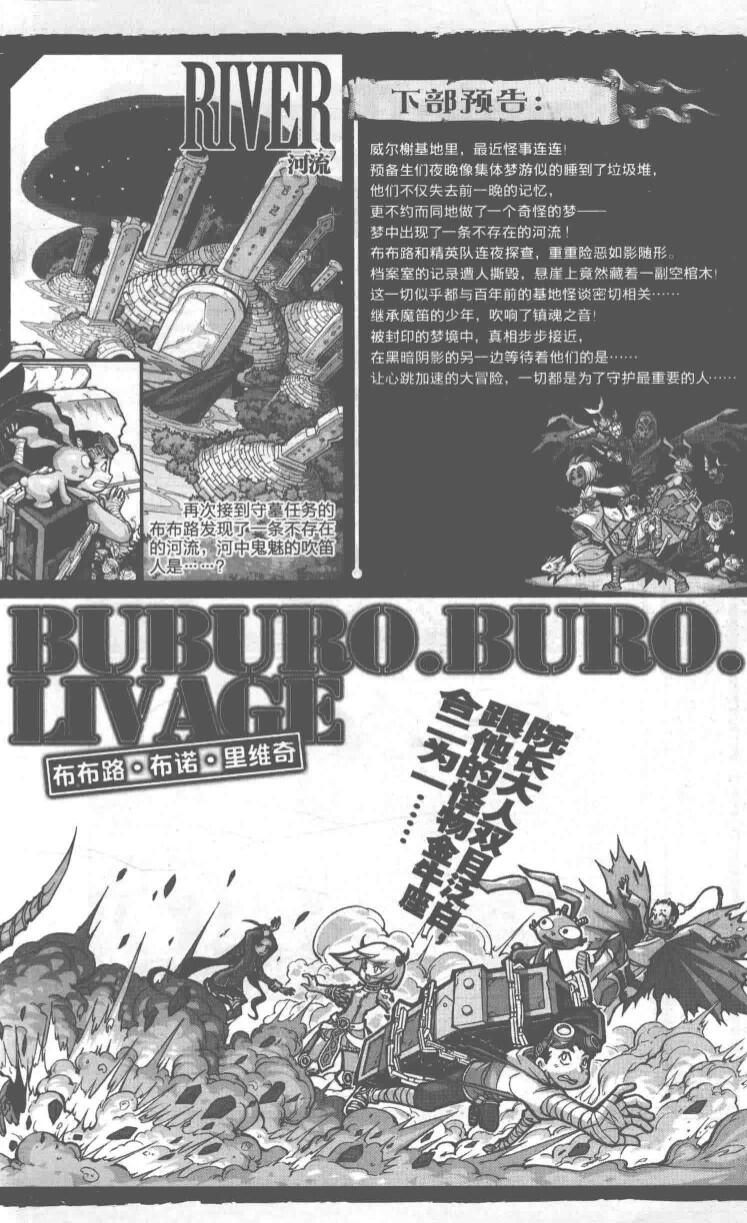 RIVER
河流
再次接到守墓任务的
布布路发现了一条不存在
的河流，河中鬼魅的吹笛
人是……？
下部预告：
威尔榭基地里，最近怪事连连！
预备生们夜晚像集体梦游似的睡到了垃圾堆，
他们不仅失去前一晚的记忆，
更不约而同地做了一个奇怪的梦——
梦中出现了一条不存在的河流！
布布路和精英队连夜探查，重重险恶如影随形。
档案室的记录遭人撕毁，悬崖上竟然藏着一副空棺木！
这一切似乎都与百年前的基地怪谈密切相关……
继承魔笛的少年，吹响了镇魂之音！
被封印的梦境中，真相步步接近，
在黑暗阴影的另一边等待着他们的是……
让心跳加速的大冒险，一切都是为了守护最重要的人……
BUBURO.BURO.
LIVAGE
布布路·布诺·里维奇
院长大人双目泛白，
跟他的怪物金牛座
合二为一……